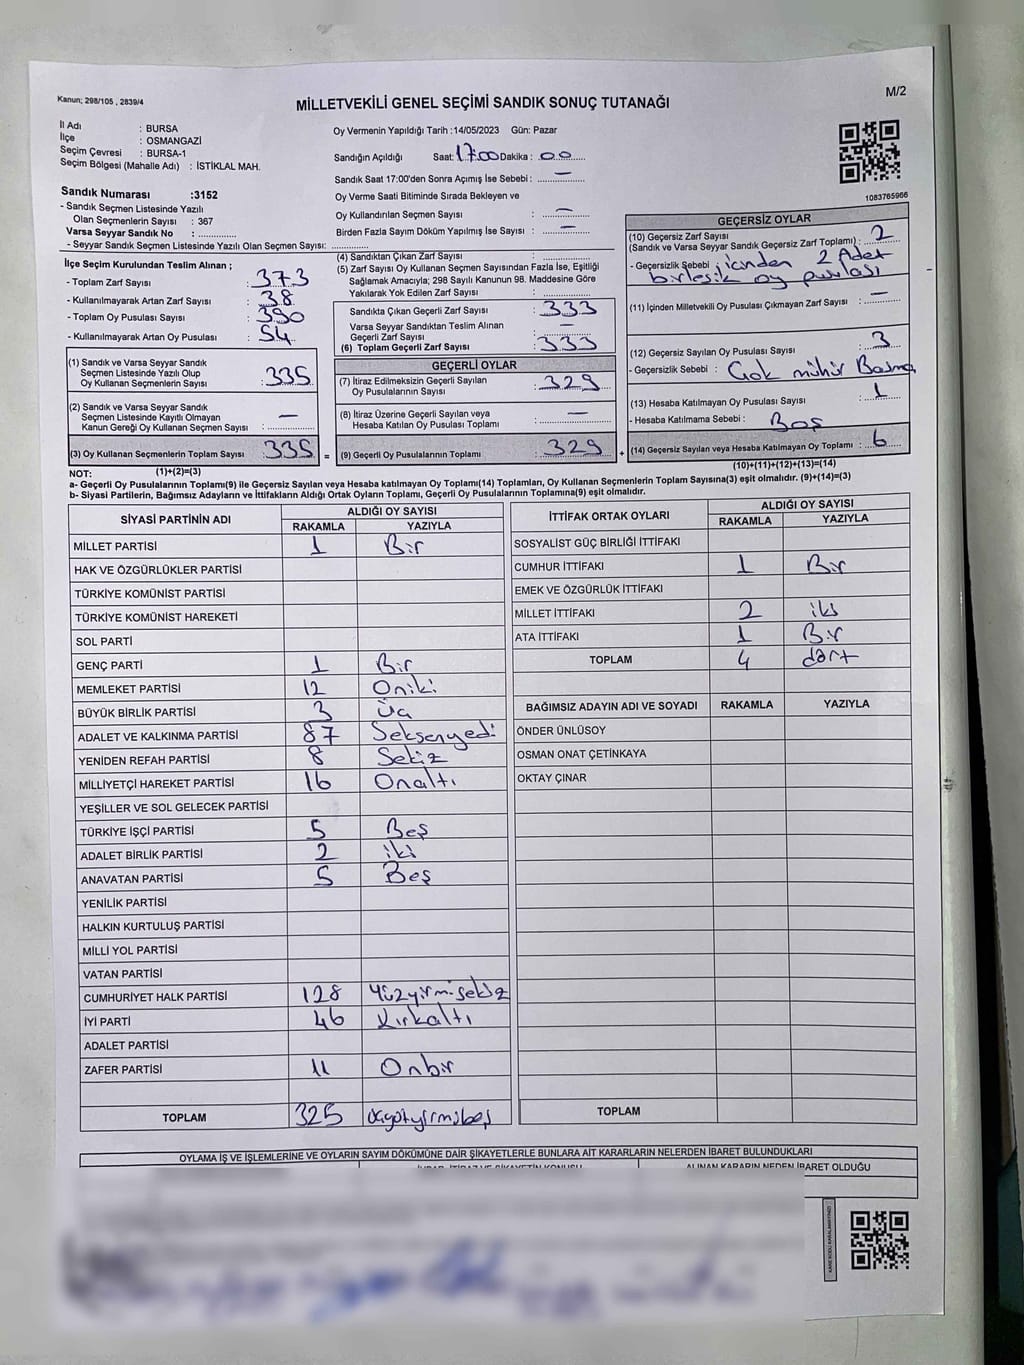 Kanun; 298/105 , 2839/4
MİLLETVEKİLİ GENEL SEÇİMİ SANDIK SONUÇ TUTANAĞI
M/2
İl Adı : BURSA
İlçe : OSMANGAZİ
Seçim Çevresi : BURSA-1
Seçim Bölgesi (Mahalle Adı) : İSTİKLAL MAH.
Oy Vermenin Yapıldığı Tarih :14/05/2023 Gün: Pazar
Sandığın Açıldığı Saat: 17:00 Dakika : 00
Sandık Saat 17:00'den Sonra Açımış İse Sebebi : —
Oy Verme Saati Bitiminde Sırada Bekleyen ve
Oy Kullandırılan Seçmen Sayısı : —
Birden Fazla Sayım Döküm Yapılmış İse Sayısı : —
1083765966
Sandık Numarası :3152
- Sandık Seçmen Listesinde Yazılı
Olan Seçmenlerin Sayısı : 367
Varsa Seyyar Sandık No : ..................
- Seyyar Sandık Seçmen Listesinde Yazılı Olan Seçmen Sayısı: ..............
İlçe Seçim Kurulundan Teslim Alınan ;
- Toplam Zarf Sayısı : 373
- Kullanılmayarak Artan Zarf Sayısı : 38
- Toplam Oy Pusulası Sayısı : 390
- Kullanılmayarak Artan Oy Pusulası : 54
(1) Sandık ve Varsa Seyyar Sandık
Seçmen Listesinde Yazılı Olup
Oy Kullanan Seçmenlerin Sayısı : 335
(2) Sandık ve Varsa Seyyar Sandık
Seçmen Listesinde Kayıtlı Olmayan
Kanun Gereği Oy Kullanan Seçmen Sayısı : —
(3) Oy Kullanan Seçmenlerin Toplam Sayısı : 335 =
(4) Sandıktan Çıkan Zarf Sayısı : ..................
(5) Zarf Sayısı Oy Kullanan Seçmen Sayısından Fazla İse, Eşitliği
Sağlamak Amacıyla; 298 Sayılı Kanunun 98. Maddesine Göre
Yakılarak Yok Edilen Zarf Sayısı : ..................
Sandıkta Çıkan Geçerli Zarf Sayısı : 333
Varsa Seyyar Sandıktan Teslim Alınan
Geçerli Zarf Sayısı : —
(6) Toplam Geçerli Zarf Sayısı : 333
GEÇERLİ OYLAR
(7) İtiraz Edilmeksizin Geçerli Sayılan
Oy Pusulalarının Sayısı : 329
(8) İtiraz Üzerine Geçerli Sayılan veya
Hesaba Katılan Oy Pusulası Toplamı : —
(9) Geçerli Oy Pusulalarının Toplamı : 329 +
GEÇERSİZ OYLAR
(10) Geçersiz Zarf Sayısı
(Sandık ve Varsa Seyyar Sandık Geçersiz Zarf Toplamı) : 2
- Geçersizlik Sebebi : içinden 2 Adet
birleşik oy pusulası
(11) İçinden Milletvekili Oy Pusulası Çıkmayan Zarf Sayısı : —
(12) Geçersiz Sayılan Oy Pusulası Sayısı : 3
- Geçersizlik Sebebi : Çok mühür Basma
(13) Hesaba Katılmayan Oy Pusulası Sayısı : 1
- Hesaba Katılmama Sebebi : Boş
(14) Geçersiz Sayılan veya Hesaba Katılmayan Oy Toplamı : 6
NOT: (1)+(2)=(3)
(10)+(11)+(12)+(13)=(14)
a- Geçerli Oy Pusulalarının Toplamı(9) ile Geçersiz Sayılan veya Hesaba katılmayan Oy Toplamı(14) Toplamları, Oy Kullanan Seçmenlerin Toplam Sayısına(3) eşit olmalıdır. (9)+(14)=(3)
b- Siyasi Partilerin, Bağımsız Adayların ve İttifakların Aldığı Ortak Oyların Toplamı, Geçerli Oy Pusulalarının Toplamına(9) eşit olmalıdır.
SİYASİ PARTİNİN ADI ALDIĞI OY SAYISI
RAKAMLA YAZIYLA
MİLLET PARTİSİ 1 Bir
HAK VE ÖZGÜRLÜKLER PARTİSİ
TÜRKİYE KOMÜNİST PARTİSİ
TÜRKİYE KOMÜNİST HAREKETİ
SOL PARTİ
GENÇ PARTİ 1 Bir
MEMLEKET PARTİSİ 12 Oniki
BÜYÜK BİRLİK PARTİSİ 3 Üç
ADALET VE KALKINMA PARTİSİ 87 Seksenyedi
YENİDEN REFAH PARTİSİ 8 Sekiz
MİLLİYETÇİ HAREKET PARTİSİ 16 Onaltı
YEŞİLLER VE SOL GELECEK PARTİSİ
TÜRKİYE İŞÇİ PARTİSİ 5 Beş
ADALET BİRLİK PARTİSİ 2 iki
ANAVATAN PARTİSİ 5 Beş
YENİLİK PARTİSİ
HALKIN KURTULUŞ PARTİSİ
MİLLİ YOL PARTİSİ
VATAN PARTİSİ
CUMHURİYET HALK PARTİSİ 128 Yüzyirmisekiz
İYİ PARTİ 46 Kırkaltı
ADALET PARTİSİ
ZAFER PARTİSİ 11 Onbir
TOPLAM 325 üçyüzyirmibeş
İTTİFAK ORTAK OYLARI ALDIĞI OY SAYISI
RAKAMLA YAZIYLA
SOSYALİST GÜÇ BİRLİĞİ İTTİFAKI
CUMHUR İTTİFAKI 1 Bir
EMEK VE ÖZGÜRLÜK İTTİFAKI
MİLLET İTTİFAKI 2 iki
ATA İTTİFAKI 1 Bir
TOPLAM 4 dört
BAĞIMSIZ ADAYIN ADI VE SOYADI RAKAMLA YAZIYLA
ÖNDER ÜNLÜSOY
OSMAN ONAT ÇETİNKAYA
OKTAY ÇINAR
TOPLAM
OYLAMA İŞ VE İŞLEMLERİNE VE OYLARIN SAYIM DÖKÜMÜNE DAİR ŞİKAYETLERLE BUNLARA AİT KARARLARIN NELERDEN İBARET BULUNDUKLARI
ALINAN KARARIN NEDEN İBARET OLDUĞU
KARE KODU KARALAMAYINIZ!